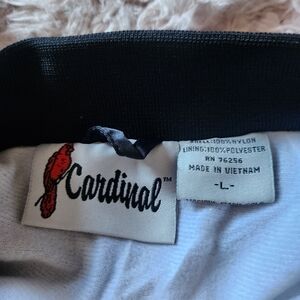 Cardinal™
SHELL:100%NYLON
LINING:100%POLYESTER
RN 76256
MADE IN VIETNAM
-L-